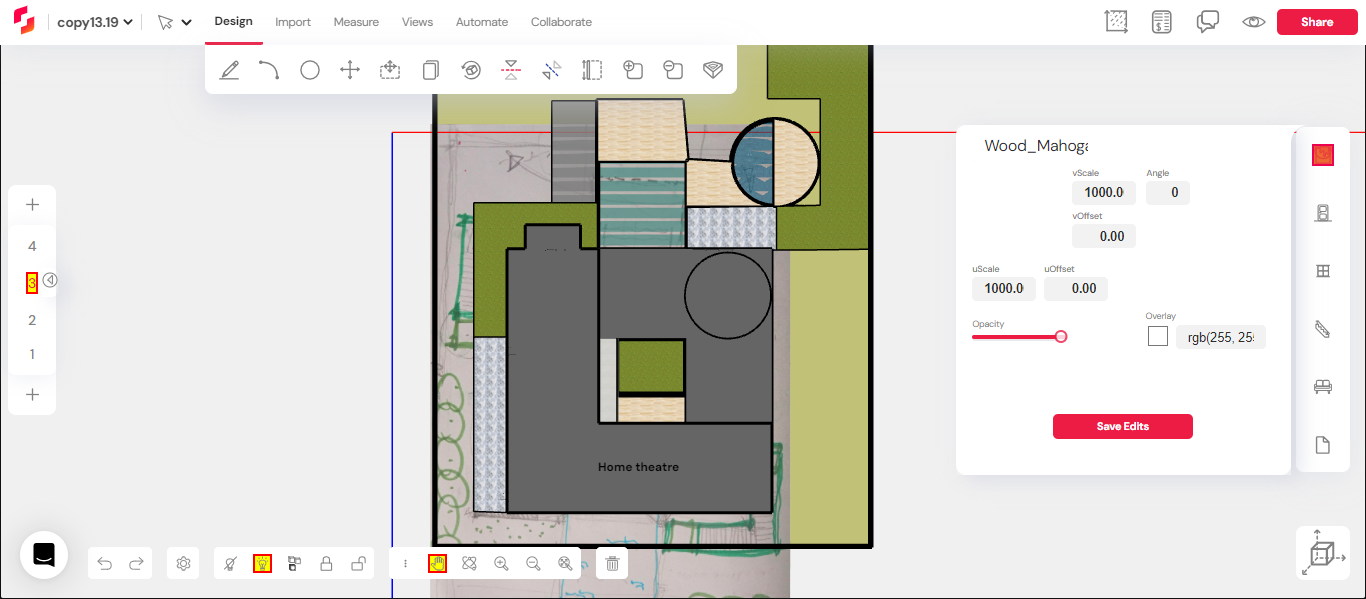 copy13.19
Design
Import
Measure
Views
Automate
Collaborate
Share
Wood_Mahoga
vScale
Angle
1000.0
0
vOffset
0.00
uScale
uOffset
1000.0
0.00
Opacity
Overlay
rgb(255, 255
Save Edits
4
3
2
1
Home theatre